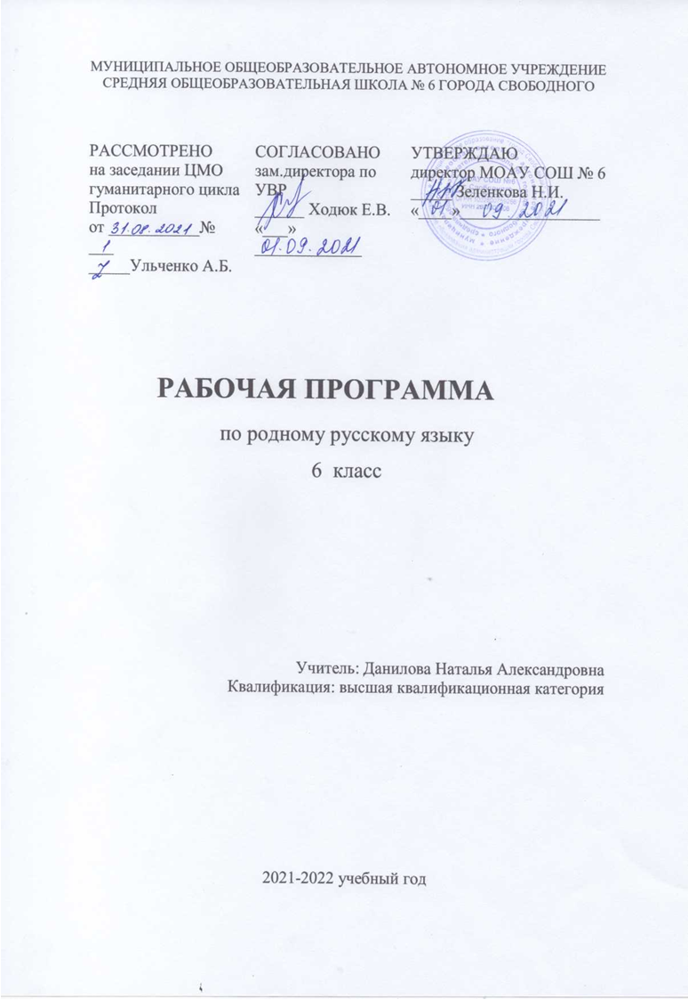 МУНИЦИПАЛЬНОЕ ОБЩЕОБРАЗОВАТЕЛЬНОЕ АВТОНОМНОЕ УЧРЕЖДЕНИЕ
СРЕДНЯЯ ОБЩЕОБРАЗОВАТЕЛЬНАЯ ШКОЛА № 6 ГОРОДА СВОБОДНОГО
РАССМОТРЕНО
на заседании ЦМО
гуманитарного цикла
Протокол
от 31.08.2021 №
1
Ульченко А.Б.
СОГЛАСОВАНО
зам.директора по
УВР
Ходюк Е.В.
«__»
01.09.2021
УТВЕРЖДАЮ
директор МОАУ СОШ № 6
Зеленкова Н.И.
« 01 » 09. 2021
РАБОЧАЯ ПРОГРАММА
по родному русскому языку
6 класс
Учитель: Данилова Наталья Александровна
Квалификация: высшая квалификационная категория
2021-2022 учебный год